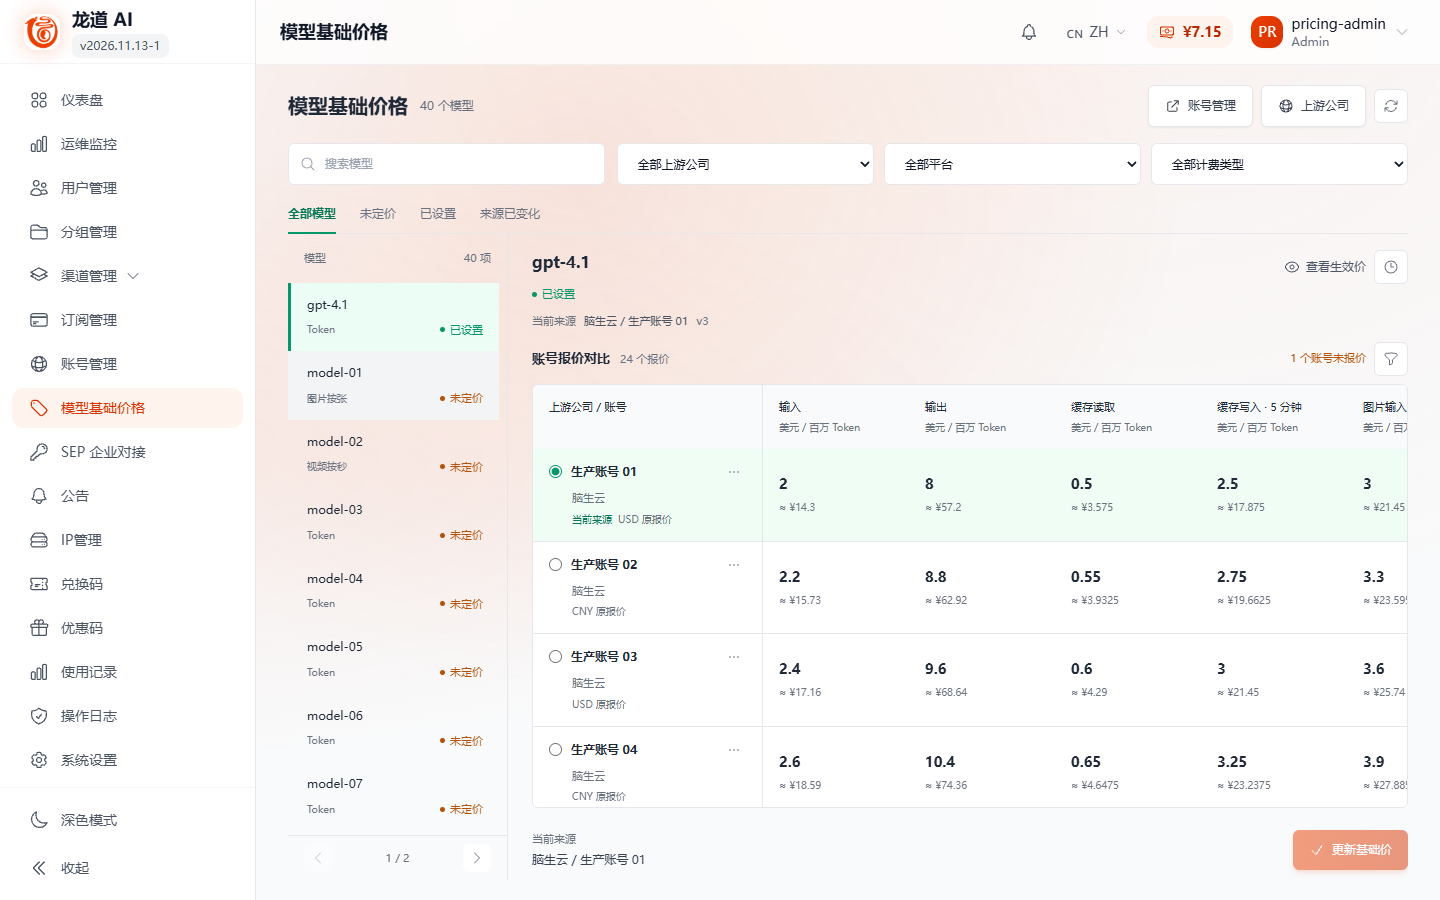 龙道 AI
v2026.11.13-1
仪表盘
运维监控
用户管理
分组管理
渠道管理
订阅管理
账号管理
模型基础价格
SEP 企业对接
公告
IP管理
兑换码
优惠码
使用记录
操作日志
系统设置
深色模式
收起
模型基础价格
CN ZH
¥7.15
PR
pricing-admin
Admin
模型基础价格 40 个模型
账号管理
上游公司
搜索模型
全部上游公司
全部平台
全部计费类型
全部模型 未定价 已设置 来源已变化
模型 40 项
gpt-4.1
Token 已设置
model-01
图片按张 未定价
model-02
视频按秒 未定价
model-03
Token 未定价
model-04
Token 未定价
model-05
Token 未定价
model-06
Token 未定价
model-07
Token 未定价
1 / 2
gpt-4.1
查看生效价
已设置
当前来源 脑生云 / 生产账号 01 v3
账号报价对比 24 个报价
1 个账号未报价
上游公司 / 账号 输入 输出 缓存读取 缓存写入 · 5 分钟 图片输入
美元 / 百万 Token 美元 / 百万 Token 美元 / 百万 Token 美元 / 百万 Token 美元 / 百万
生产账号 01 ···
脑生云
当前来源 USD 原报价
2 8 0.5 2.5 3
≈ ¥14.3 ≈ ¥57.2 ≈ ¥3.575 ≈ ¥17.875 ≈ ¥21.45
生产账号 02 ···
脑生云
CNY 原报价
2.2 8.8 0.55 2.75 3.3
≈ ¥15.73 ≈ ¥62.92 ≈ ¥3.9325 ≈ ¥19.6625 ≈ ¥23.595
生产账号 03 ···
脑生云
USD 原报价
2.4 9.6 0.6 3 3.6
≈ ¥17.16 ≈ ¥68.64 ≈ ¥4.29 ≈ ¥21.45 ≈ ¥25.74
生产账号 04 ···
脑生云
CNY 原报价
2.6 10.4 0.65 3.25 3.9
≈ ¥18.59 ≈ ¥74.36 ≈ ¥4.6475 ≈ ¥23.2375 ≈ ¥27.885
当前来源
脑生云 / 生产账号 01
更新基础价